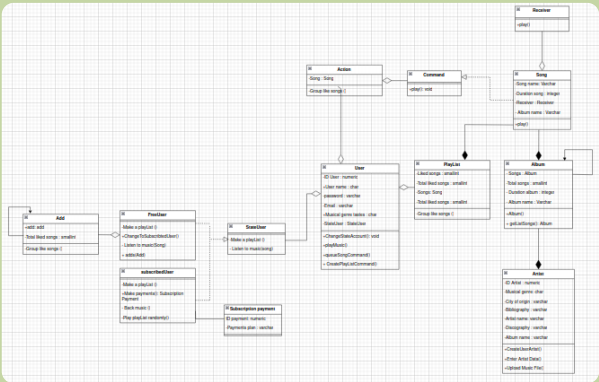 Receiver
+play()
Action
-Song : Song
-Group like songs ()
Command
+play(): void
Song
-Song name: Varchar
-Duration song : integer
-Receiver : Receiver
- Album name : Varchar
+play()
User
-ID User : numeric
+User name : char
-password : varchar
-Email : varchar
+Musical genre tastes : char
-StateUser : StateUser
+ChangeStateAccount(): void
+playMusic()
+queueSongCommand()
+ CreatePlayListCommand()
PlayList
-Liked songs : smallint
-Total liked songs : smallint
-Songs: Song
-Total liked songs : smallint
-Group like songs ()
Album
- Songs : Album
-Total songs : smallint
-Duration album : integer
- Album name : Varchar
+Album()
+ getListSongs() : Album
Add
+add: add
-Total liked songs : smallint
-Group like songs ()
FreeUser
-Make a playList ()
+ChangeToSubscribedUser()
- Listen to music(Song)
StateUser
-Make a playList ()
- Listen to music(song)
subscribedUser
-Make a playList ()
+Make payments(): Subscription
Payment
- Back music ()
-Play playList randomly()
Subscription payment
ID payment: numeric
-Payments plan : varchar
Artist
-ID Artist : numeric
-Musical genre: char
-City of origin : varchar
-Bibliography : varchar
-Artist name: varchar
-Discography : varchar
-Album name : varchar
+CreateUserArtist()
+Enter Artist Data()
+Upload Music File()